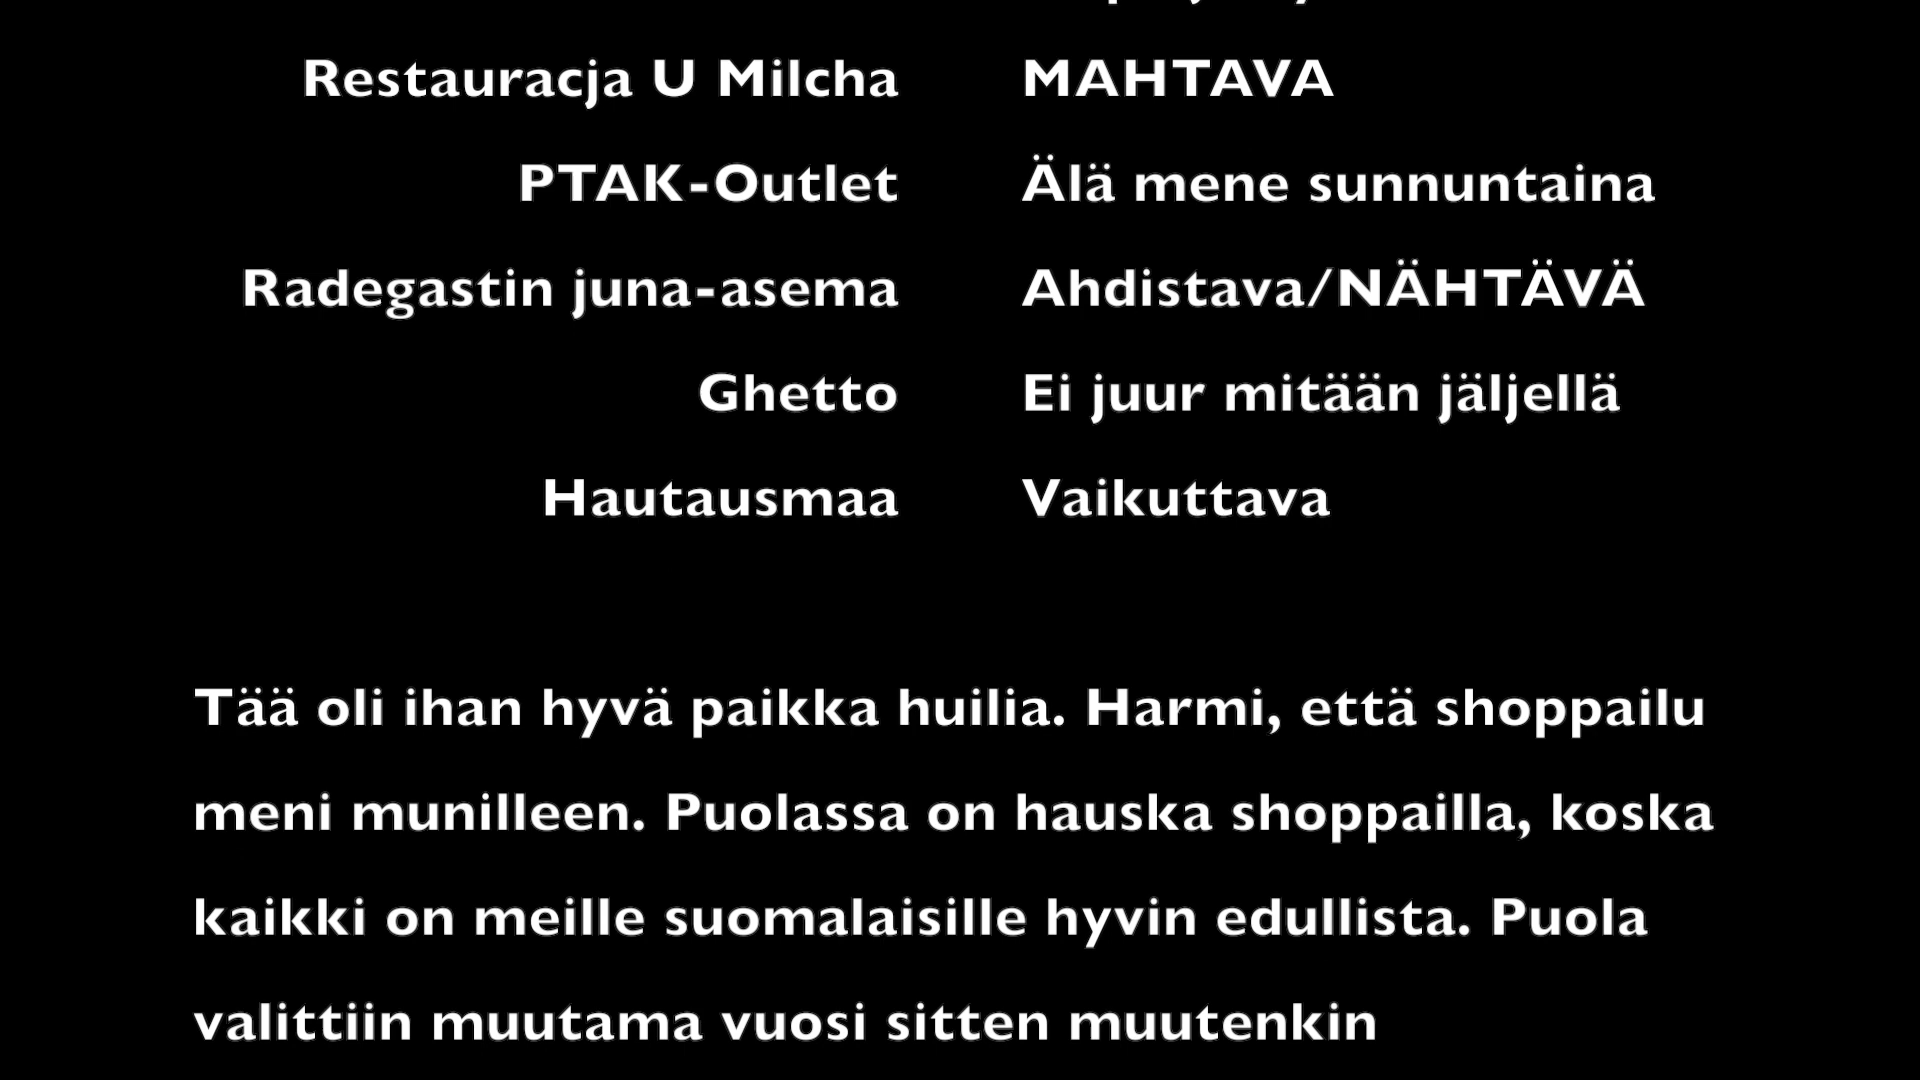 Restauracja U Milcha MAHTAVA
PTAK-Outlet Älä mene sunnuntaina
Radegastin juna-asema Ahdistava/NÄHTÄVÄ
Ghetto Ei juur mitään jäljellä
Hautausmaa Vaikuttava
Tää oli ihan hyvä paikka huilia. Harmi, että shoppailu
meni munilleen. Puolassa on hauska shoppailla, koska
kaikki on meille suomalaisille hyvin edullista. Puola
valittiin muutama vuosi sitten muutenkin